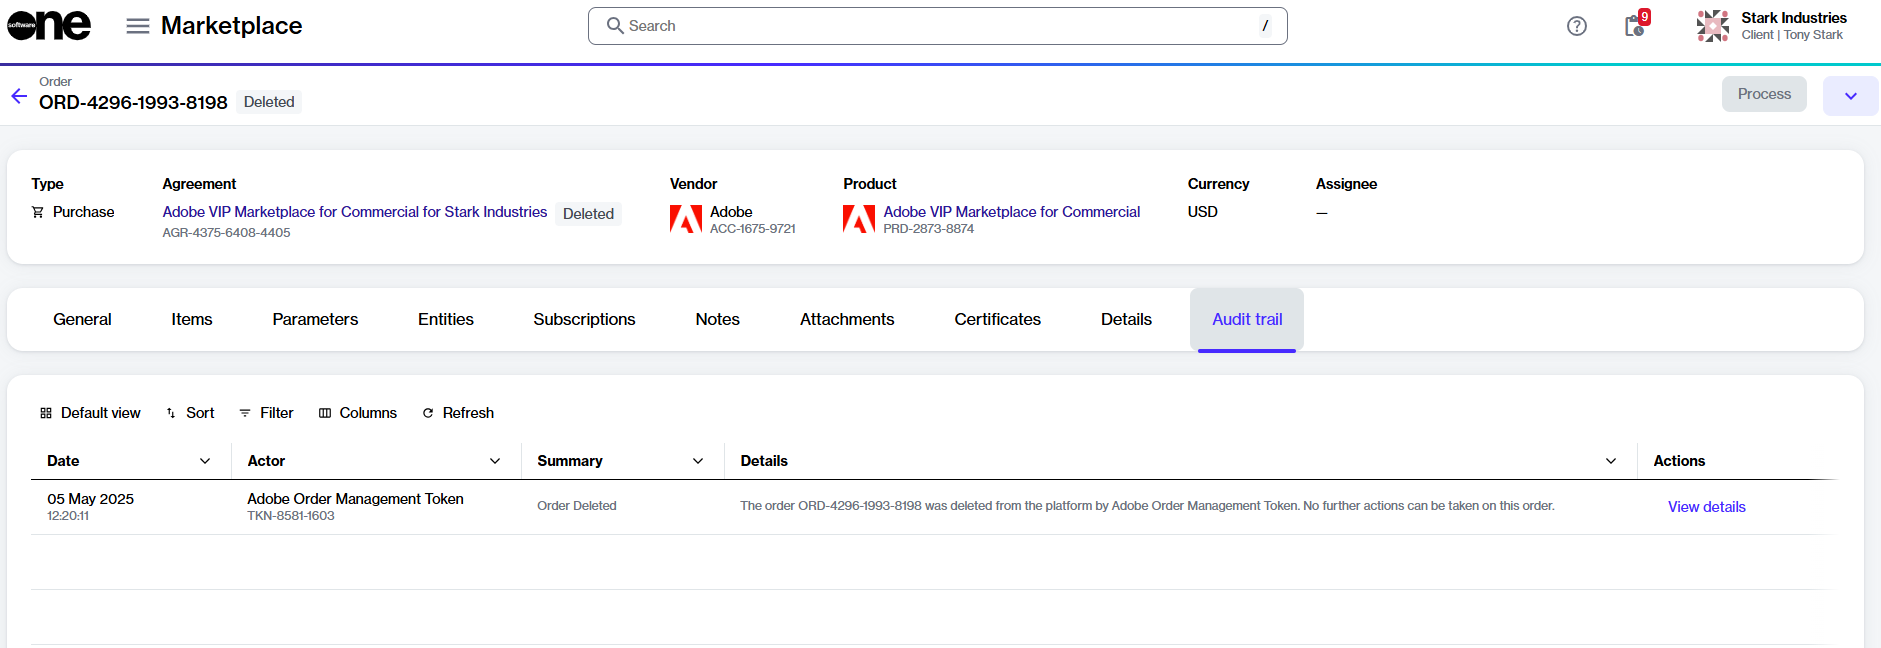 software one
Marketplace
Search
/
9
Stark Industries
Client | Tony Stark
Order
ORD-4296-1993-8198
Deleted
Process
Type
Agreement
Vendor
Product
Currency
Assignee
Purchase
Adobe VIP Marketplace for Commercial for Stark Industries
Deleted
AGR-4375-6408-4405
Adobe
ACC-1675-9721
Adobe VIP Marketplace for Commercial
PRD-2873-8874
USD
—
General
Items
Parameters
Entities
Subscriptions
Notes
Attachments
Certificates
Details
Audit trail
Default view
Sort
Filter
Columns
Refresh
Date
Actor
Summary
Details
Actions
05 May 2025
12:20:11
Adobe Order Management Token
TKN-8581-1603
Order Deleted
The order ORD-4296-1993-8198 was deleted from the platform by Adobe Order Management Token. No further actions can be taken on this order.
View details